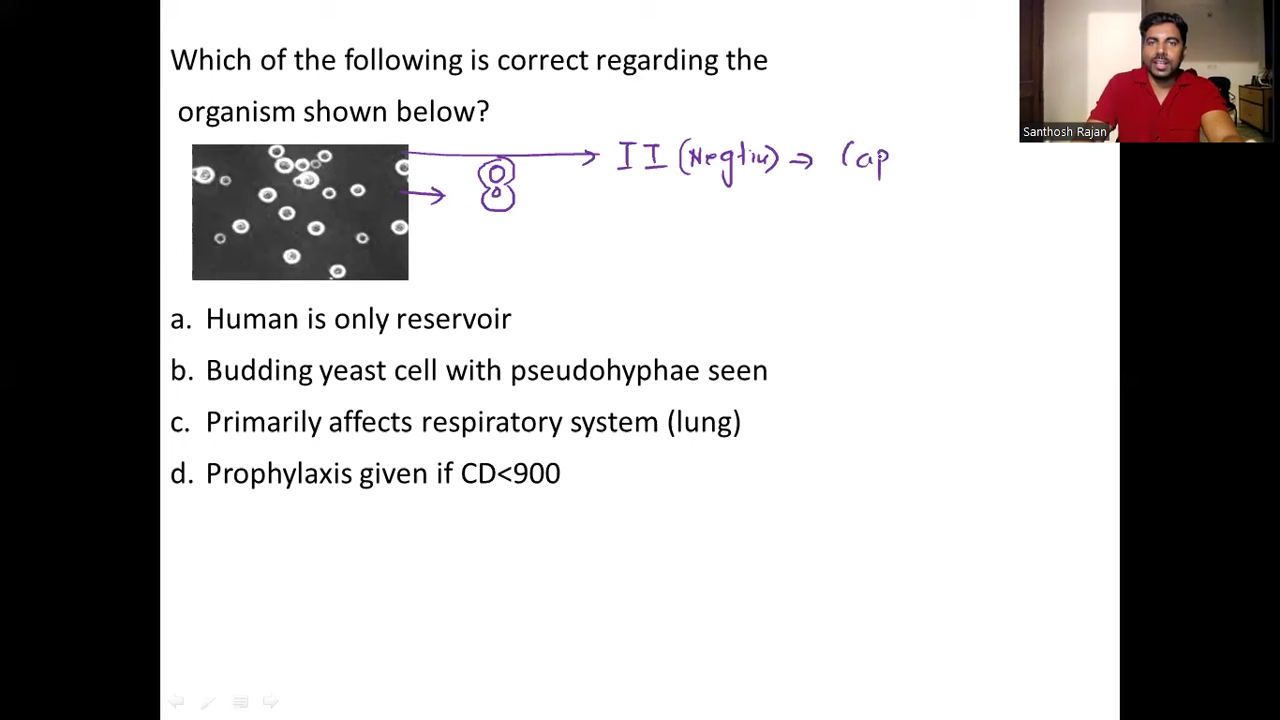 Which of the following is correct regarding the
organism shown below?
Santhosh Rajan
II (Negtiv) → Cap
a. Human is only reservoir
b. Budding yeast cell with pseudohyphae seen
c. Primarily affects respiratory system (lung)
d. Prophylaxis given if CD<900